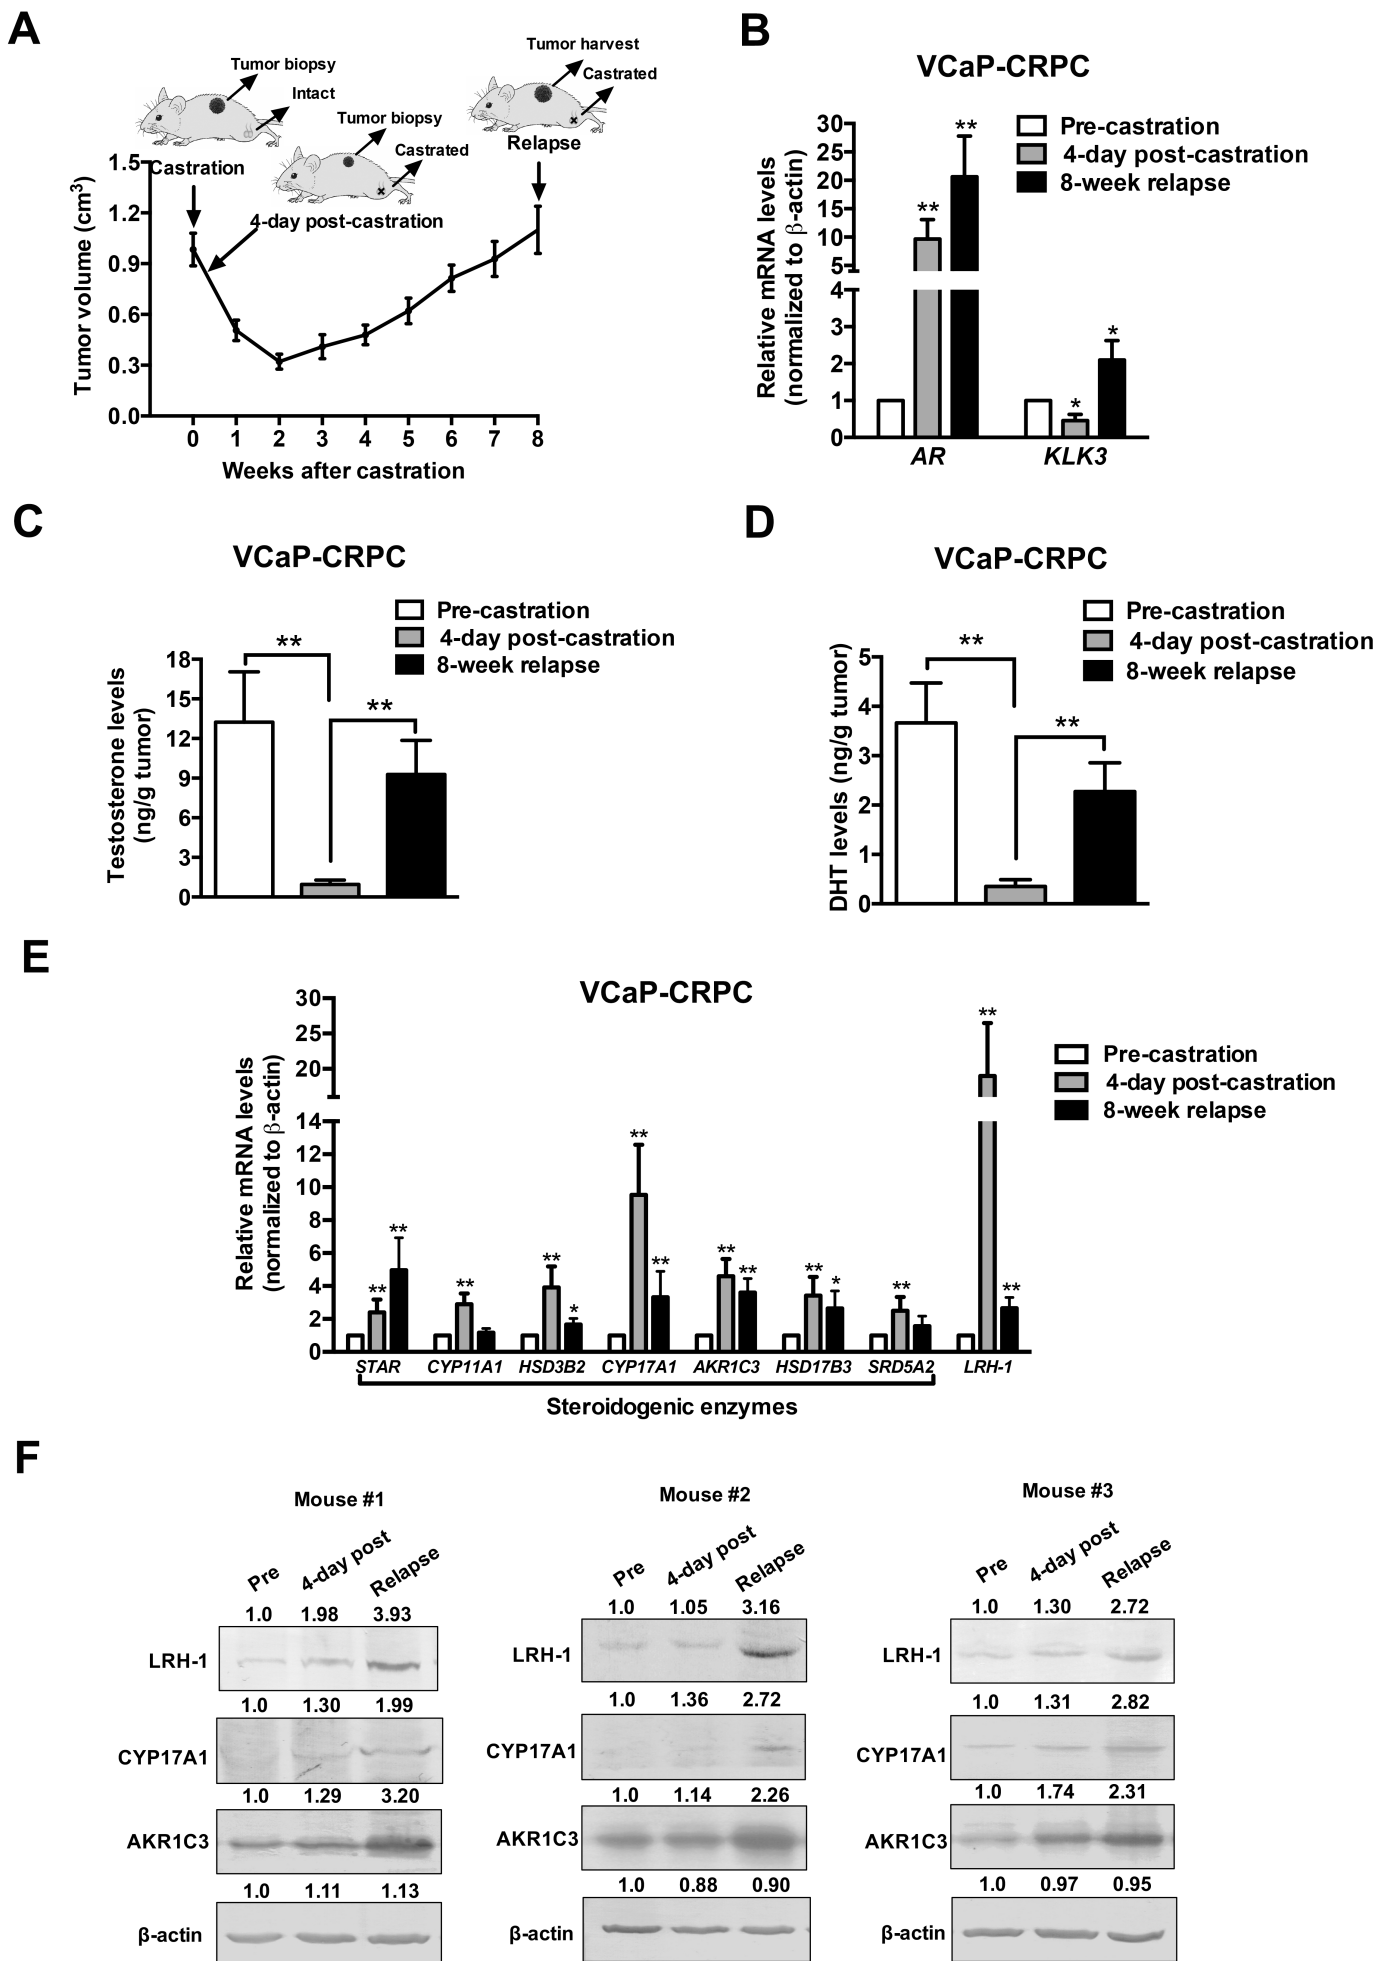 A
Tumor biopsy
Intact
Tumor biopsy
Castrated
Tumor harvest
Castrated
Castration
4-day post-castration
Relapse
Tumor volume (cm3)
1.5
1.2
0.9
0.6
0.3
0.0
0 1 2 3 4 5 6 7 8
Weeks after castration
B
VCaP-CRPC
Pre-castration
4-day post-castration
8-week relapse
Relative mRNA levels
(normalized to β-actin)
30
25
20
15
10
5
4
3
2
1
0
** ** * *
AR KLK3
C
VCaP-CRPC
Pre-castration
4-day post-castration
8-week relapse
Testosterone levels
(ng/g tumor)
18
15
12
9
6
3
0
** **
D
VCaP-CRPC
Pre-castration
4-day post-castration
8-week relapse
DHT levels (ng/g tumor)
5
4
3
2
1
0
** **
E
VCaP-CRPC
Pre-castration
4-day post-castration
8-week relapse
Relative mRNA levels
(normalized to β-actin)
30
25
20
14
12
10
8
6
4
2
0
** ** ** ** * ** ** ** ** ** * ** ** **
STAR CYP11A1 HSD3B2 CYP17A1 AKR1C3 HSD17B3 SRD5A2 LRH-1
Steroidogenic enzymes
F
Mouse #1
Pre 4-day post Relapse
1.0 1.98 3.93
LRH-1
1.0 1.30 1.99
CYP17A1
1.0 1.29 3.20
AKR1C3
1.0 1.11 1.13
β-actin
Mouse #2
Pre 4-day post Relapse
1.0 1.05 3.16
LRH-1
1.0 1.36 2.72
CYP17A1
1.0 1.14 2.26
AKR1C3
1.0 0.88 0.90
β-actin
Mouse #3
Pre 4-day post Relapse
1.0 1.30 2.72
LRH-1
1.0 1.31 2.82
CYP17A1
1.0 1.74 2.31
AKR1C3
1.0 0.97 0.95
β-actin